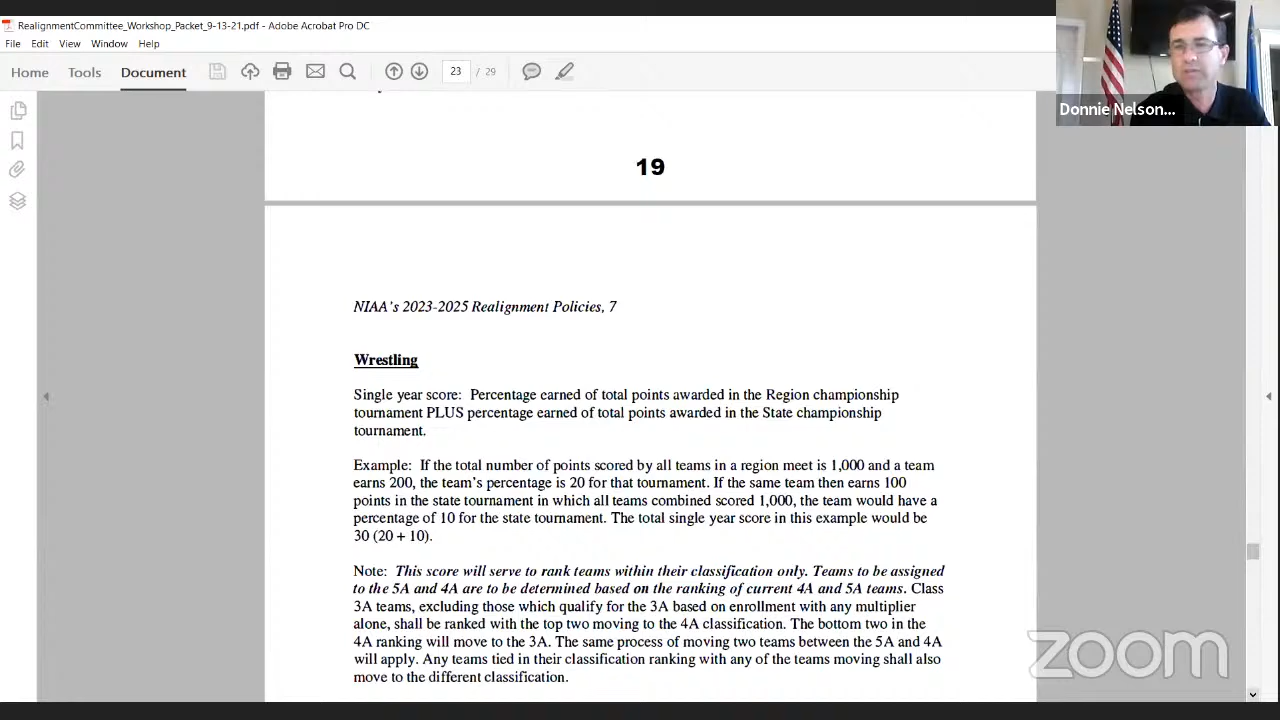 RealignmentCommittee_Workshop_Packet_9-13-21.pdf - Adobe Acrobat Pro DC
File Edit View Window Help
Home Tools Document 23 / 29
Donnie Nelson...
19
NIAA's 2023-2025 Realignment Policies, 7
Wrestling
Single year score: Percentage earned of total points awarded in the Region championship
tournament PLUS percentage earned of total points awarded in the State championship
tournament.
Example: If the total number of points scored by all teams in a region meet is 1,000 and a team
earns 200, the team's percentage is 20 for that tournament. If the same team then earns 100
points in the state tournament in which all teams combined scored 1,000, the team would have a
percentage of 10 for the state tournament. The total single year score in this example would be
30 (20 + 10).
Note: This score will serve to rank teams within their classification only. Teams to be assigned
to the 5A and 4A are to be determined based on the ranking of current 4A and 5A teams. Class
3A teams, excluding those which qualify for the 3A based on enrollment with any multiplier
alone, shall be ranked with the top two moving to the 4A classification. The bottom two in the
4A ranking will move to the 3A. The same process of moving two teams between the 5A and 4A
will apply. Any teams tied in their classification ranking with any of the teams moving shall also
move to the different classification.
zoom